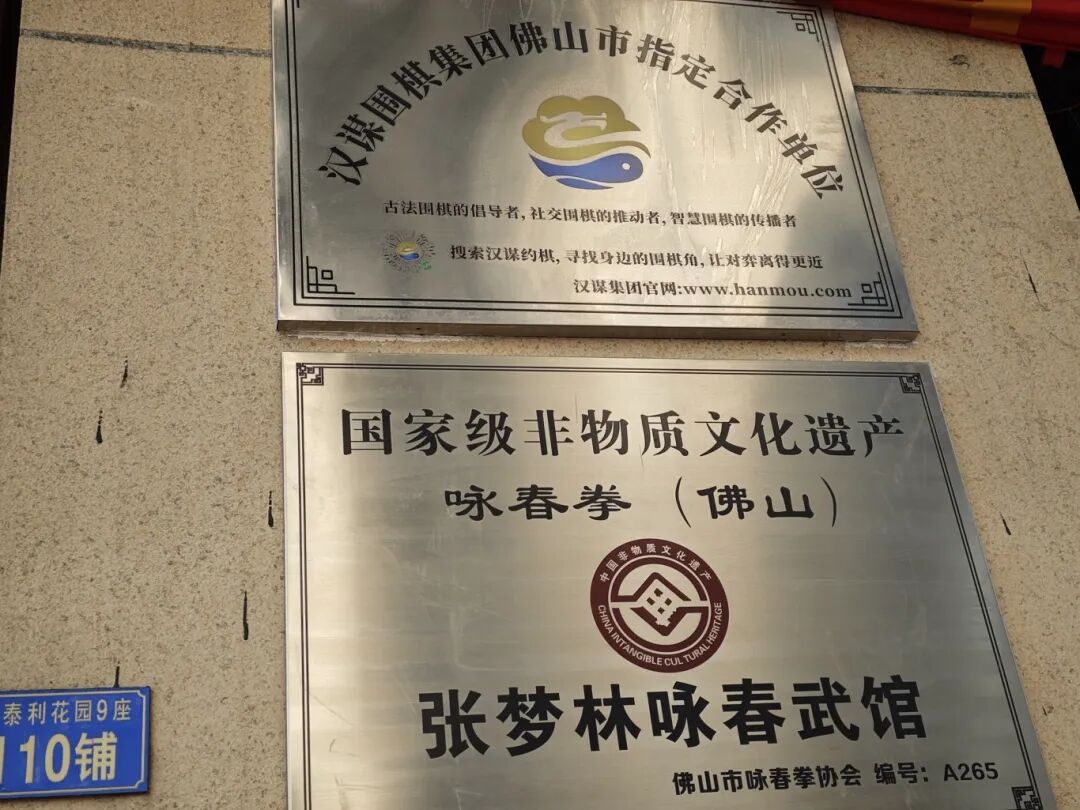 汉谋围棋集团佛山市指定合作单位
古法围棋的倡导者,社交围棋的推动者,智慧围棋的传播者
搜索汉谋约棋,寻找身边的围棋角,让对弈离得更近
汉谋集团官网:www.hanmou.com
国家级非物质文化遗产
咏春拳(佛山)
中国非物质文化遗产
CHINA INTANGIBLE CULTURAL HERITAGE
张梦林咏春武馆
佛山市咏春拳协会 编号:A265
泰利花园9座
110铺